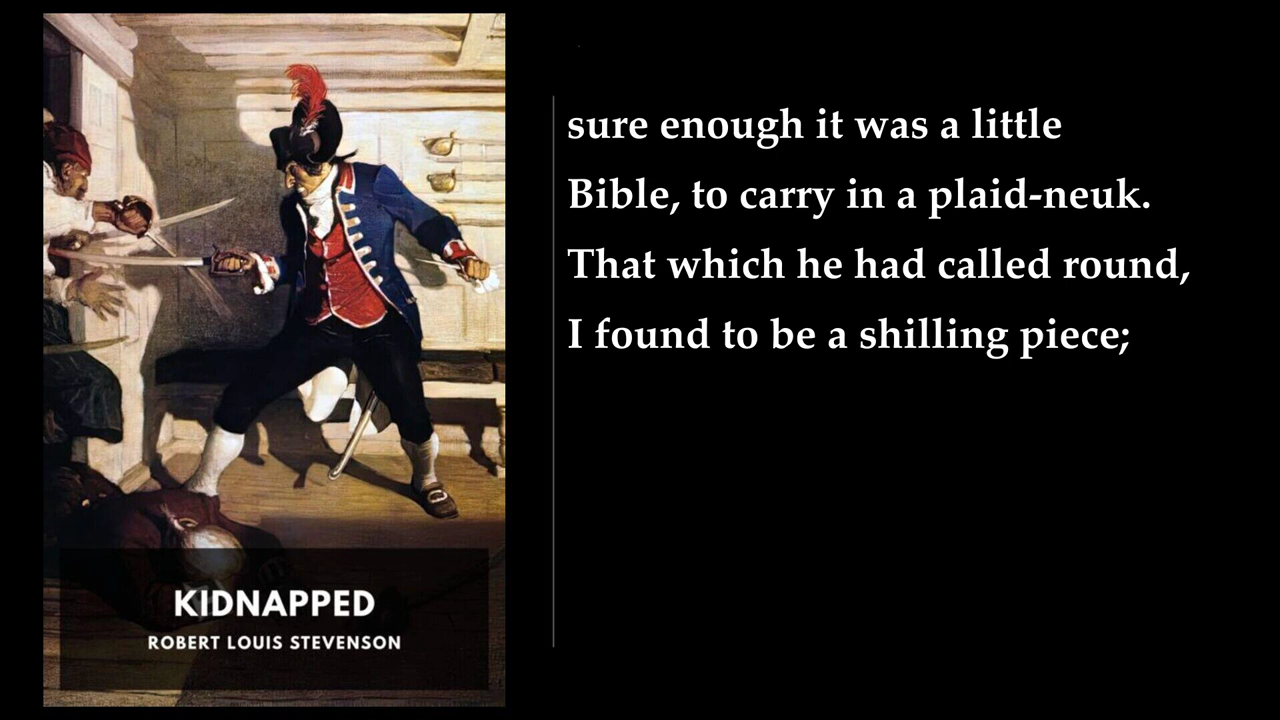 sure enough it was a little
Bible, to carry in a plaid-neuk.
That which he had called round,
I found to be a shilling piece;
KIDNAPPED
ROBERT LOUIS STEVENSON